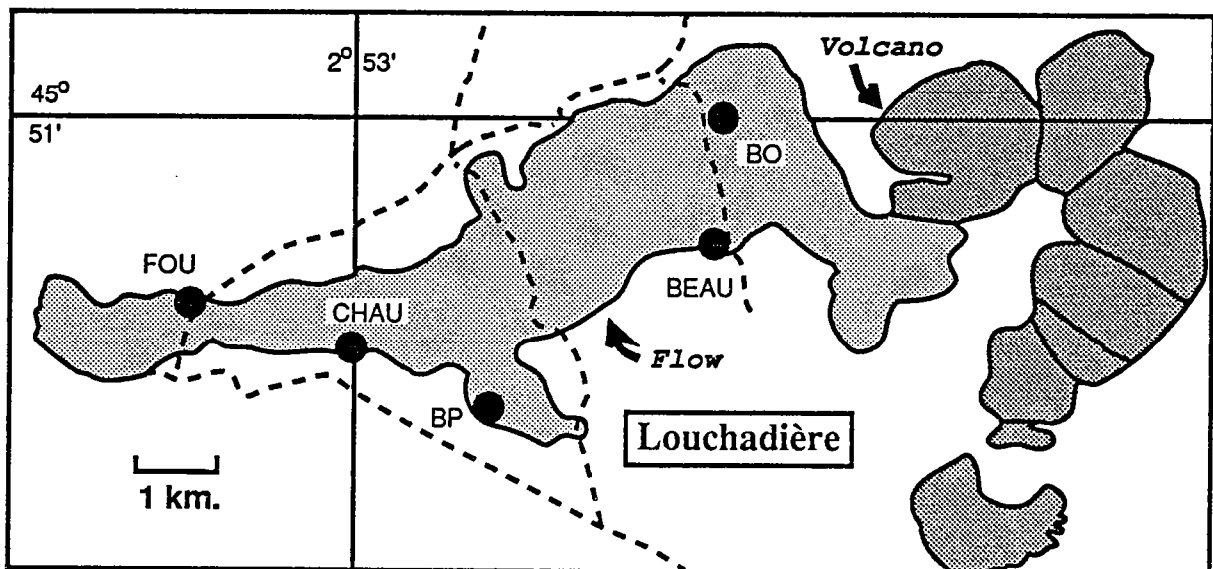 Volcano
2° 53'
45°
51'
BO
FOU
BEAU
CHAU
Flow
BP
Louchadière
1 km.